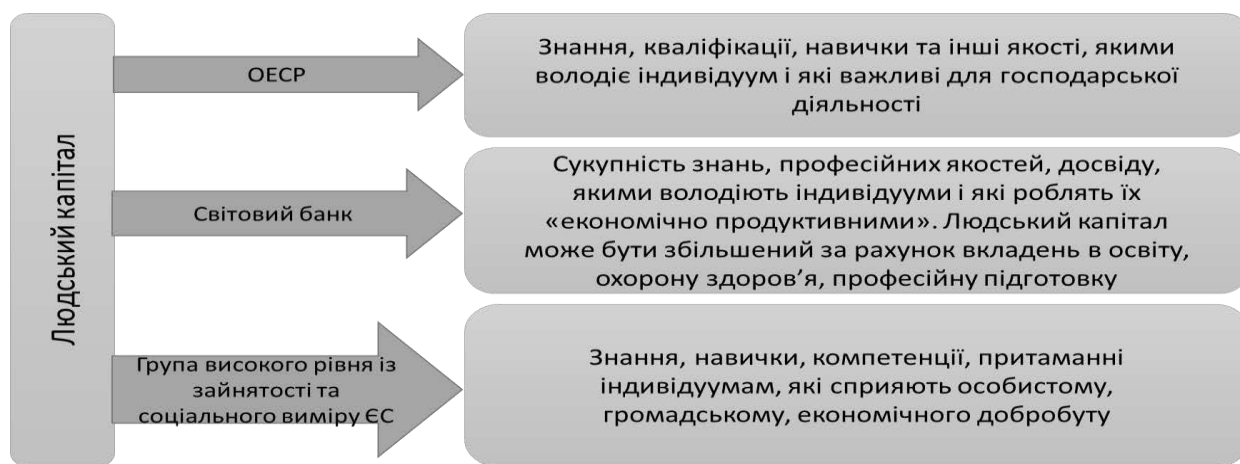 Людський капітал
ОЕСР
Знання, кваліфікації, навички та інші якості, якими
володіє індивідуум і які важливі для господарської
діяльності
Світовий банк
Сукупність знань, професійних якостей, досвіду,
якими володіють індивідууми і які роблять їх
«економічно продуктивними». Людський капітал
може бути збільшений за рахунок вкладень в освіту,
охорону здоров’я, професійну підготовку
Група високого рівня із
зайнятості та
соціального виміру ЄС
Знання, навички, компетенції, притаманні
індивідуумам, які сприяють особистому,
громадському, економічного добробуту